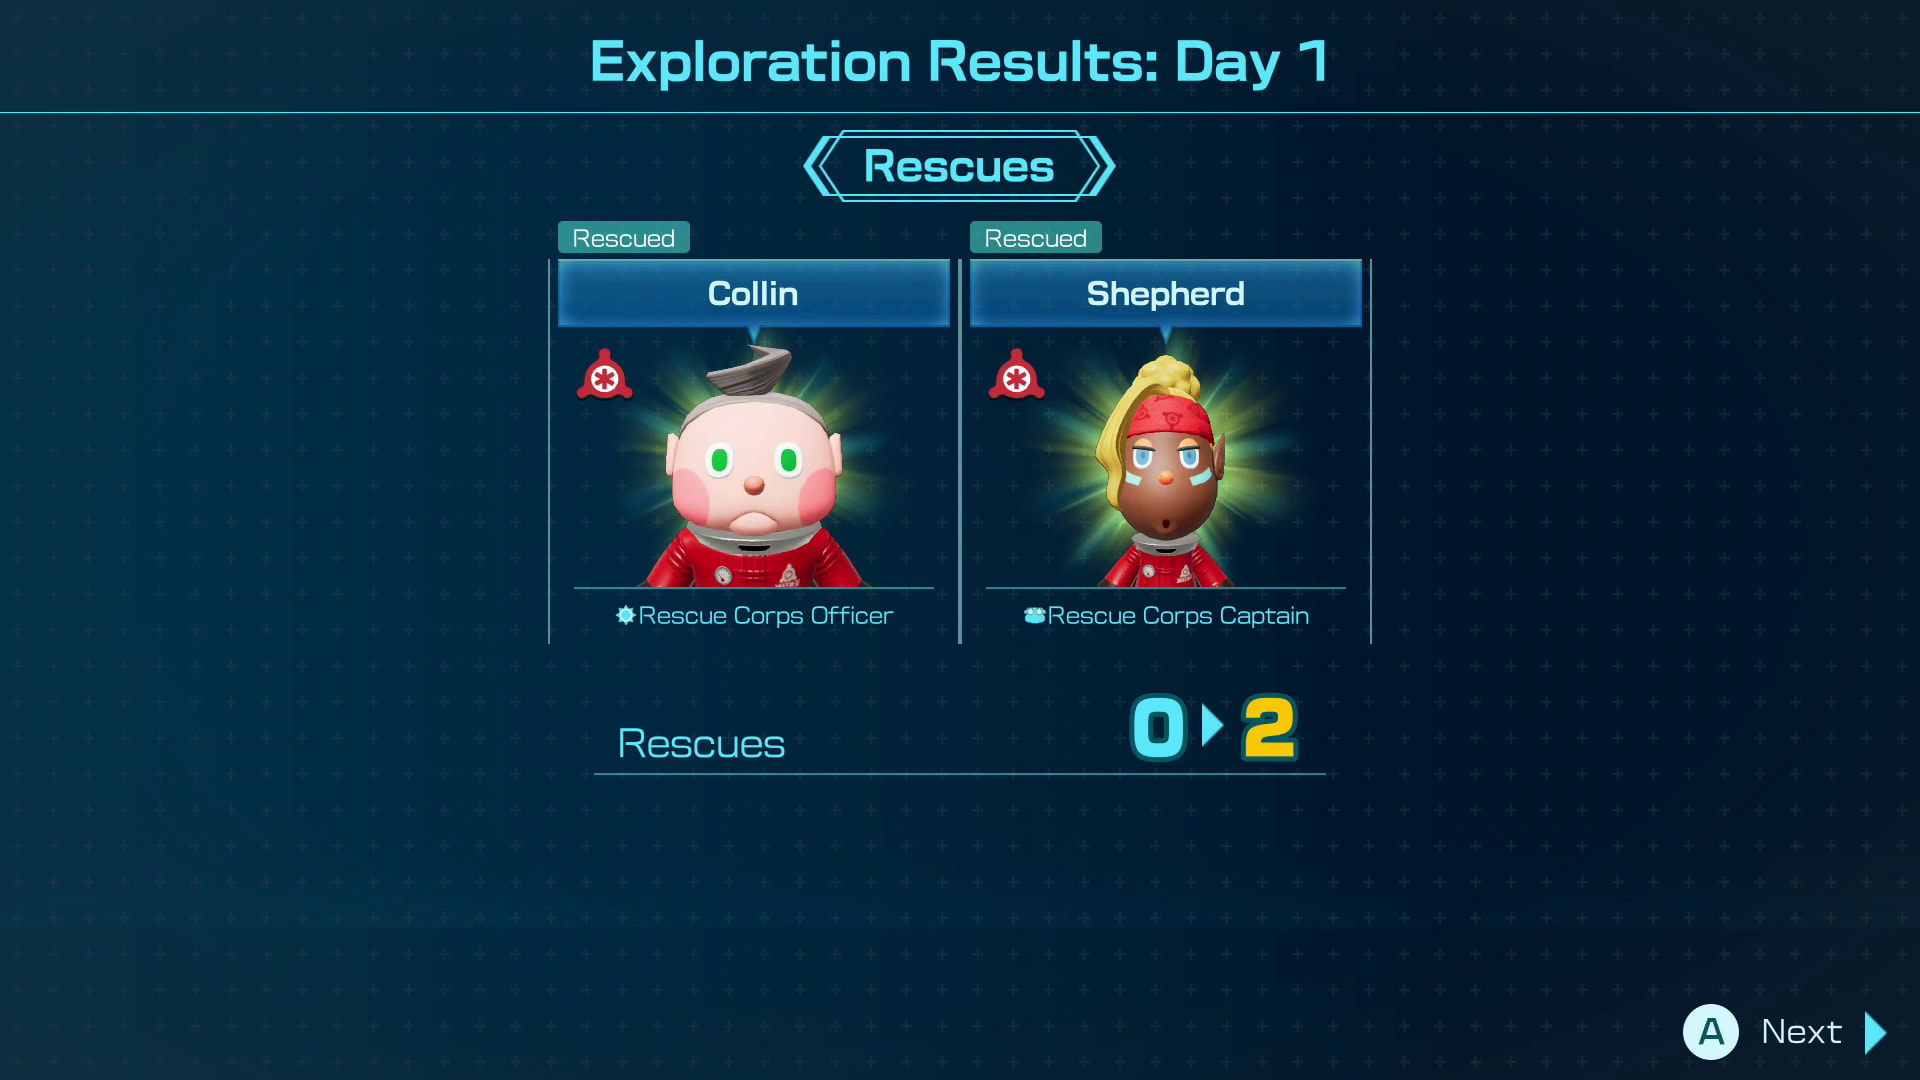 Exploration Results: Day 1
Rescues
Rescued
Collin
Rescue Corps Officer
Rescued
Shepherd
Rescue Corps Captain
Rescues 0 2
A Next